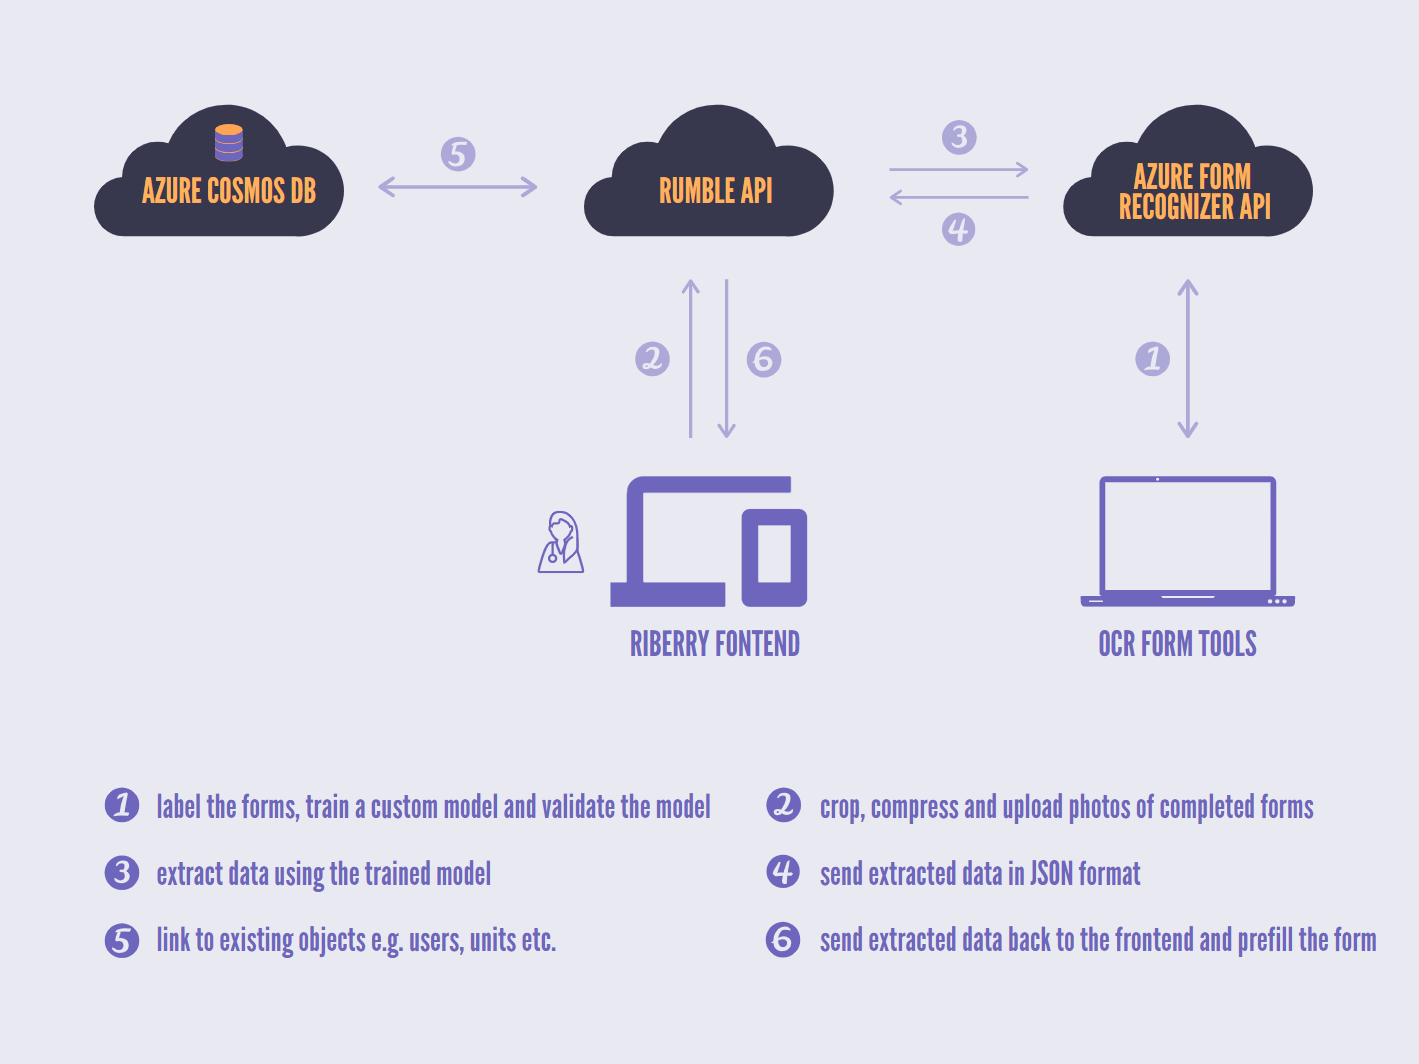 AZURE COSMOS DB
5
RUMBLE API
3
4
AZURE FORM
RECOGNIZER API
2
6
1
RIBERRY FONTEND
OCR FORM TOOLS
1 label the forms, train a custom model and validate the model
2 crop, compress and upload photos of completed forms
3 extract data using the trained model
4 send extracted data in JSON format
5 link to existing objects e.g. users, units etc.
6 send extracted data back to the frontend and prefill the form